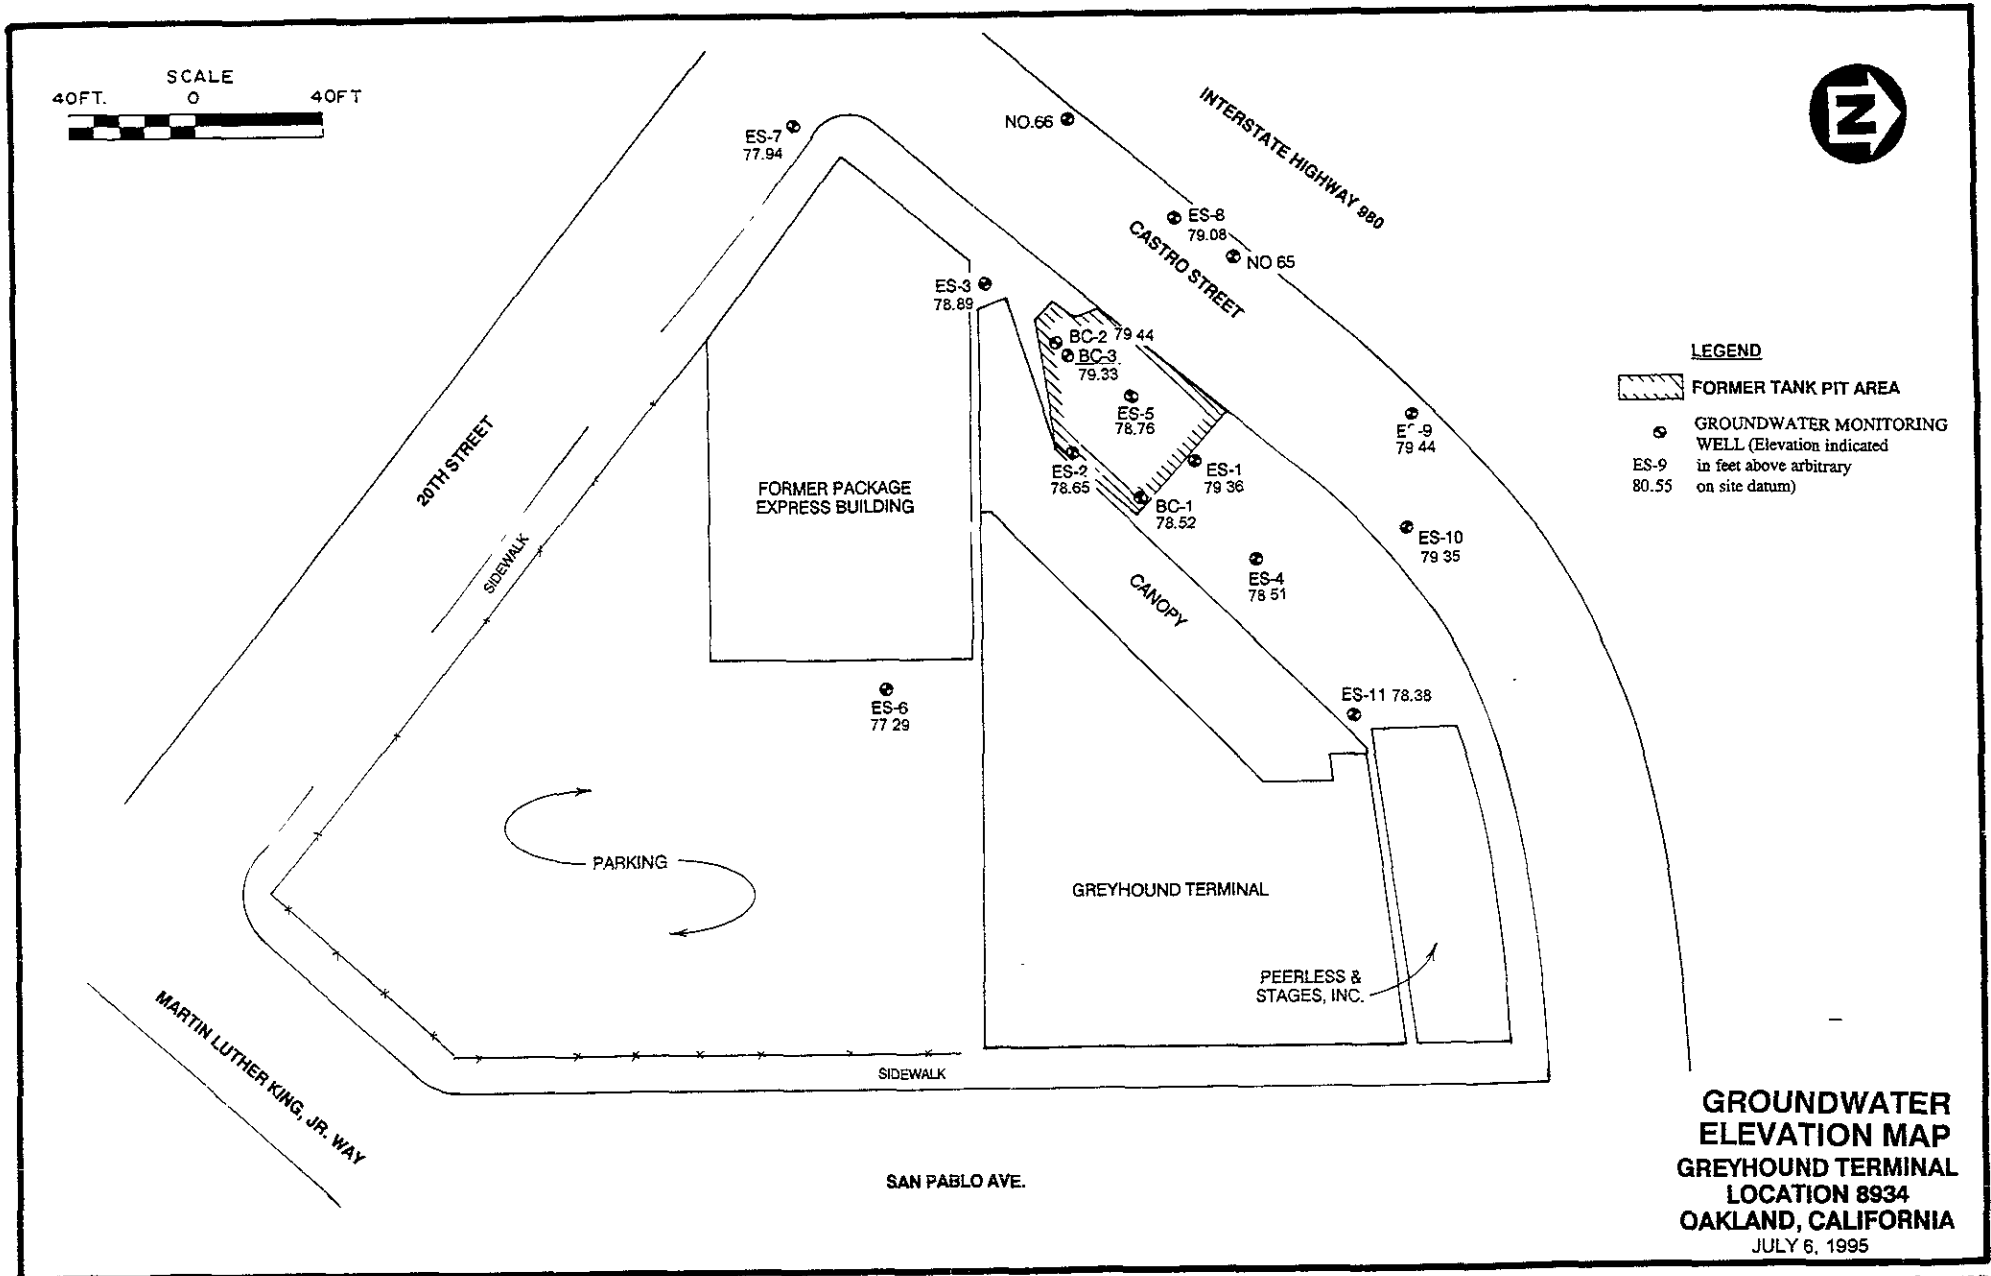 SCALE
40FT. 0 40FT
N
INTERSTATE HIGHWAY 980
NO.66
ES-7
77.94
ES-8
79.08
NO 65
CASTRO STREET
ES-3
78.89
BC-2 79 44
BC-3
79.33
ES-5
78.76
ES-2
78.65
ES-1
79 36
BC-1
78.52
-9
79 44
ES-10
79 35
ES-4
78 51
ES-11 78.38
ES-6
77 29
LEGEND
FORMER TANK PIT AREA
GROUNDWATER MONITORING
WELL (Elevation indicated
ES-9 in feet above arbitrary
80.55 on site datum)
20TH STREET
SIDEWALK
FORMER PACKAGE
EXPRESS BUILDING
CANOPY
PARKING
GREYHOUND TERMINAL
PEERLESS &
STAGES, INC.
SIDEWALK
MARTIN LUTHER KING, JR. WAY
SAN PABLO AVE.
GROUNDWATER
ELEVATION MAP
GREYHOUND TERMINAL
LOCATION 8934
OAKLAND, CALIFORNIA
JULY 6, 1995